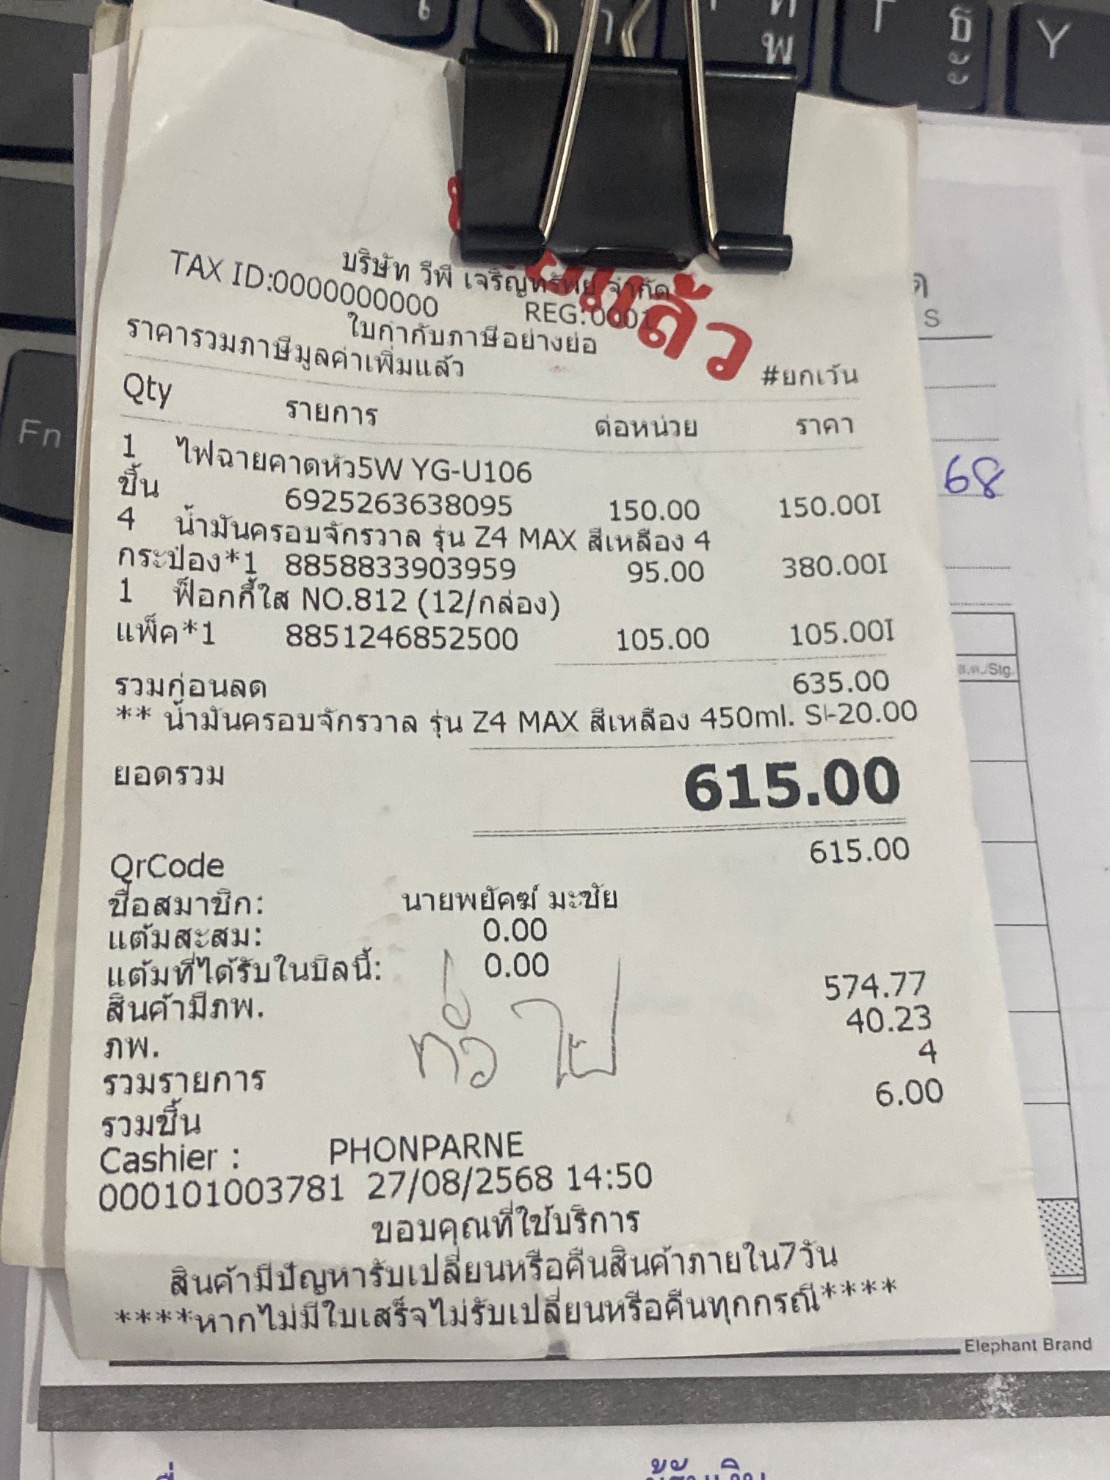 บริษัท วีพี เจริญทรัพย์ จำกัด
TAX ID:0000000000 REG:0001
ใบกำกับภาษีอย่างย่อ
ราคารวมภาษีมูลค่าเพิ่มแล้ว #ยกเว้น
Qty รายการ ต่อหน่วย ราคา
1 ไฟฉายคาดหัว5W YG-U106
ชิ้น 6925263638095 150.00 150.00I
4 น้ำมันครอบจักรวาล รุ่น Z4 MAX สีเหลือง 4
กระป๋อง*1 8858833903959 95.00 380.00I
1 ฟ็อกกี้ใส NO.812 (12/กล่อง)
แพ็ค*1 8851246852500 105.00 105.00I
รวมก่อนลด 635.00
** น้ำมันครอบจักรวาล รุ่น Z4 MAX สีเหลือง 450ml. S-20.00
ยอดรวม 615.00
QrCode 615.00
ชื่อสมาชิก: นายพยัคฆ์ มะชัย
แต้มสะสม: 0.00
แต้มที่ได้รับในบิลนี้: 0.00
สินค้ามีภพ. 574.77
ภพ. 40.23
รวมรายการ 4
รวมชิ้น 6.00
ทั่วไป
Cashier : PHONPARNE
000101003781 27/08/2568 14:50
ขอบคุณที่ใช้บริการ
สินค้ามีปัญหารับเปลี่ยนหรือคืนสินค้าภายใน7วัน
****หากไม่มีใบเสร็จไม่รับเปลี่ยนหรือคืนทุกกรณี****
แล้ว
68
Elephant Brand
Fn
Y